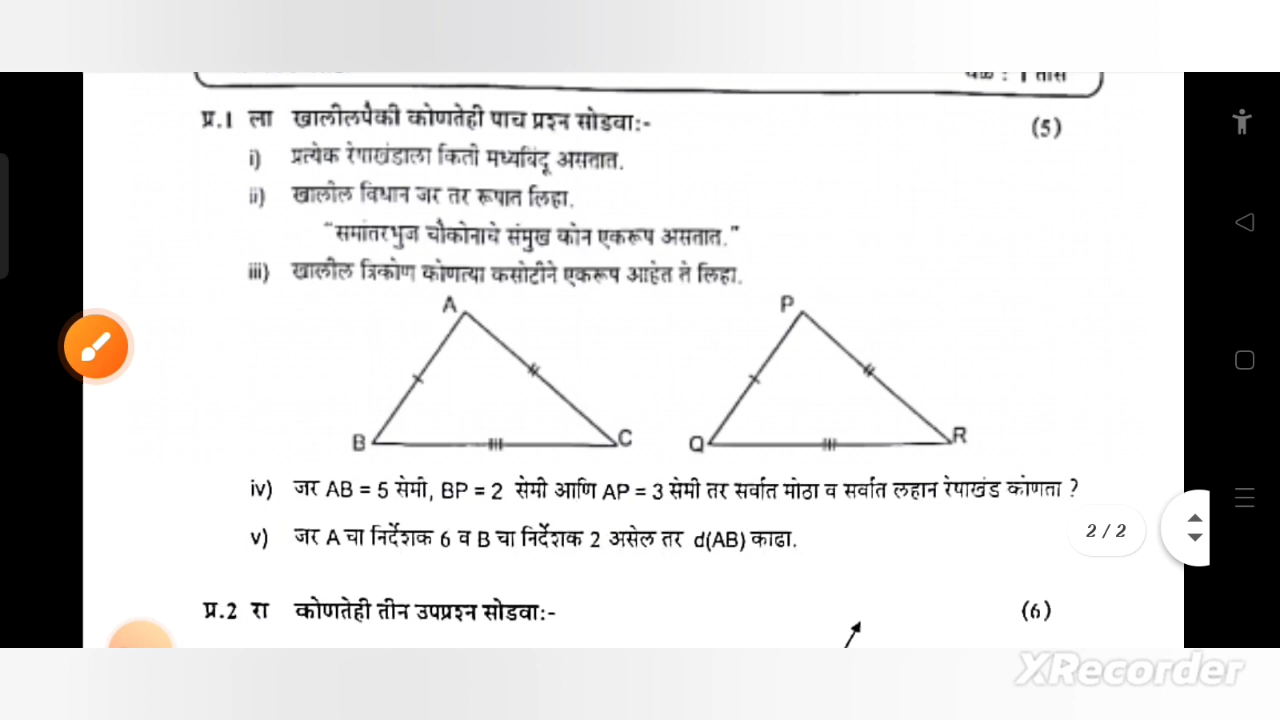 वेळ : 1 तास
प्र.1 ला खालीलपैकी कोणतेही पाच प्रश्न सोडवा:- (5)
i) प्रत्येक रेषाखंडाला किती मध्यबिंदू असतात.
ii) खालील विधान जर तर रूपात लिहा.
"समांतरभुज चौकोनाचे संमुख कोन एकरूप असतात."
iii) खालील त्रिकोण कोणत्या कसोटीने एकरूप आहेत ते लिहा.
A P
B C Q R
iv) जर AB = 5 सेमी, BP = 2 सेमी आणि AP = 3 सेमी तर सर्वात मोठा व सर्वात लहान रेषाखंड कोणता ?
2 / 2
v) जर A चा निर्देशक 6 व B चा निर्देशक 2 असेल तर d(AB) काढा.
प्र.2 रा कोणतेही तीन उपप्रश्न सोडवा:- (6)
XRecorder